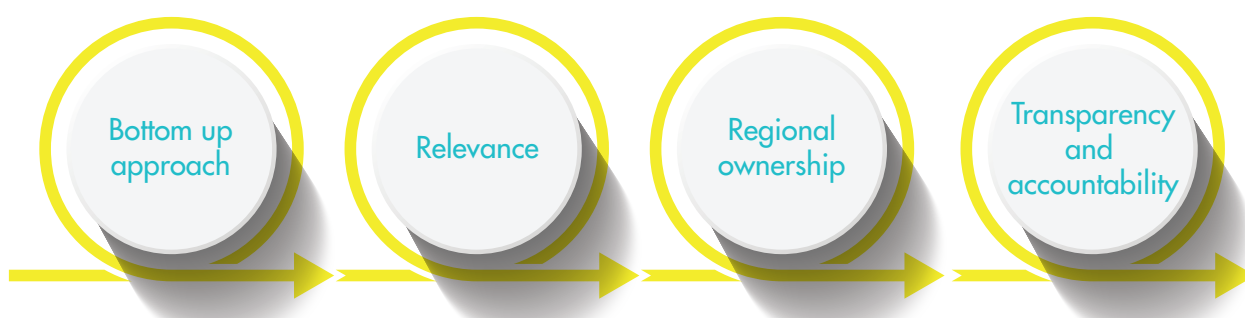 Bottom up
approach
Relevance
Regional
ownership
Transparency
and
accountability